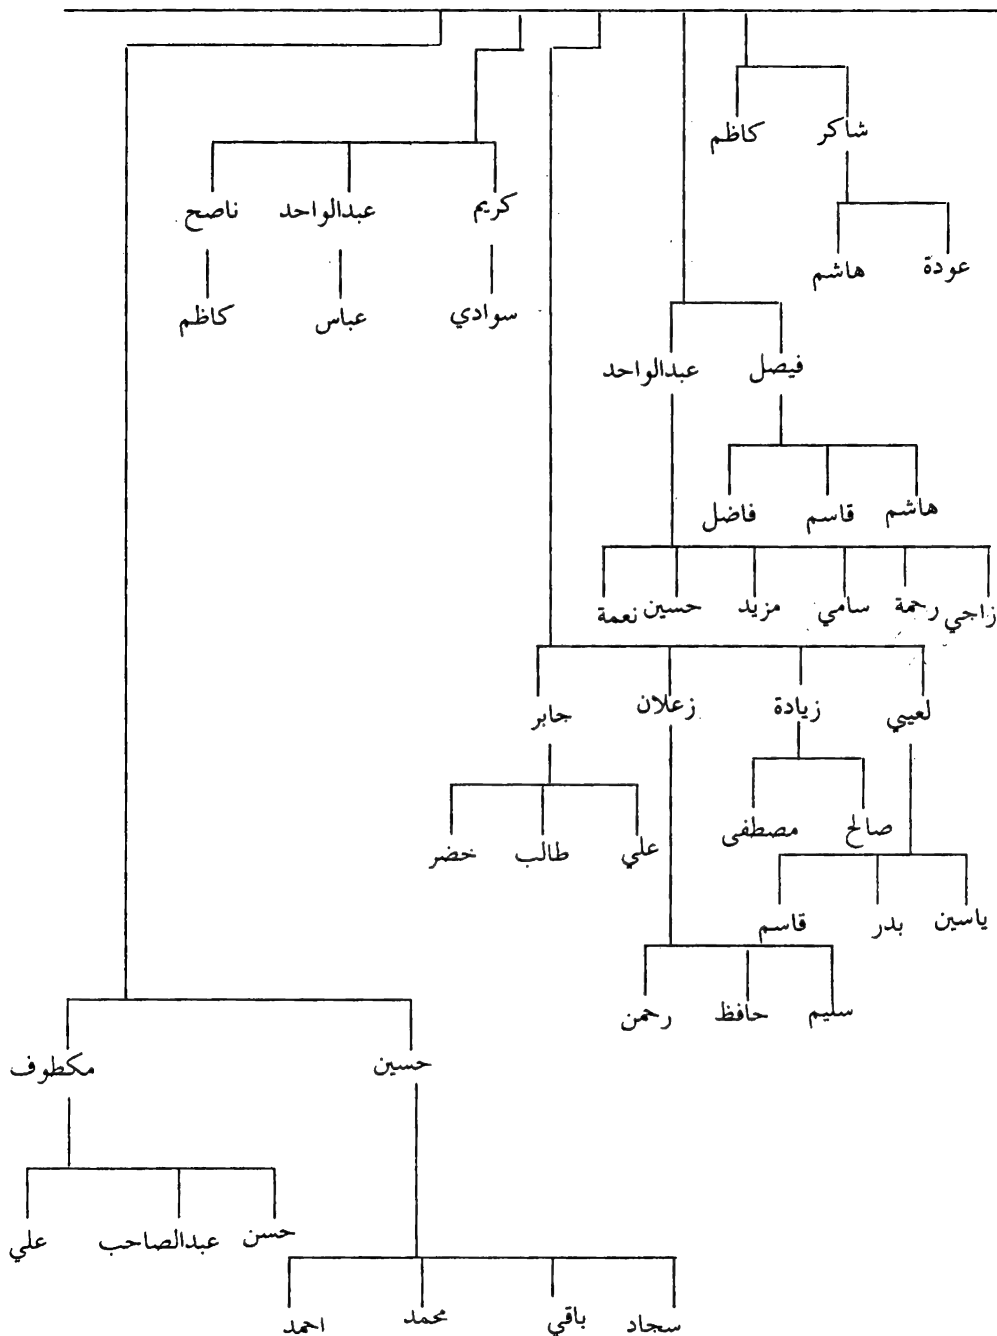 شاكر كاظم
كريم عبدالواحد ناصح
عودة هاشم
سوادي عباس كاظم
فيصل عبدالواحد
هاشم قاسم فاضل
زاجي رحمة سامي مزيد حسين نعمة
لعيبي زيادة زعلان جابر
صالح مصطفى
علي طالب خضر
ياسين بدر قاسم
سليم حافظ رحمن
حسين مكطوف
حسن عبدالصاحب علي
سجاد باقي محمد احمد